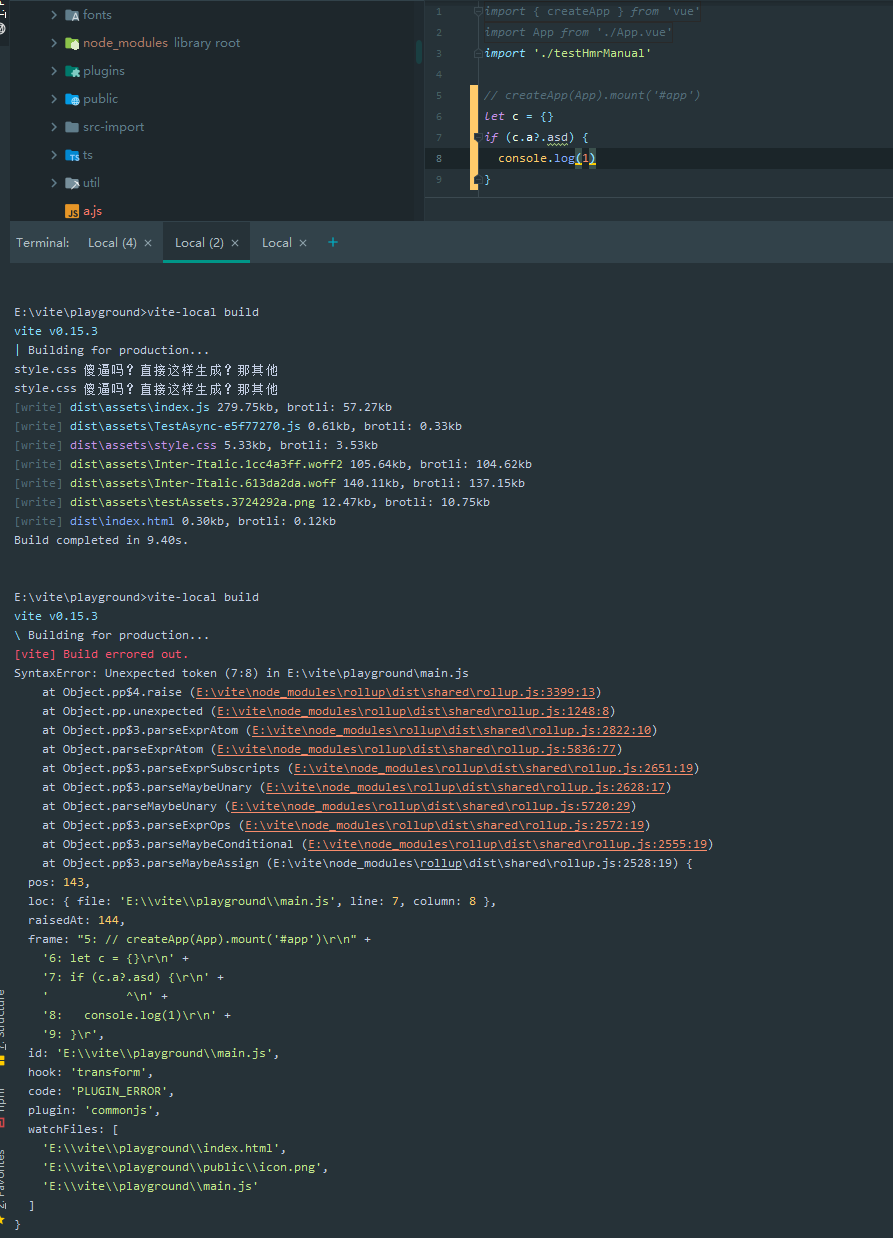 fonts
node_modules library root
plugins
public
src-import
ts
util
a.js
1 import { createApp } from 'vue'
2 import App from './App.vue'
3 import './testHmrManual'
4
5 // createApp(App).mount('#app')
6 let c = {}
7 if (c.a?.asd) {
8 console.log(1)
9 }
Terminal: Local (4) × Local (2) × Local × +
E:\vite\playground>vite-local build
vite v0.15.3
| Building for production...
style.css 傻逼吗？直接这样生成？那其他
style.css 傻逼吗？直接这样生成？那其他
[write] dist\assets\index.js 279.75kb, brotli: 57.27kb
[write] dist\assets\TestAsync-e5f77270.js 0.61kb, brotli: 0.33kb
[write] dist\assets\style.css 5.33kb, brotli: 3.53kb
[write] dist\assets\Inter-Italic.1cc4a3ff.woff2 105.64kb, brotli: 104.62kb
[write] dist\assets\Inter-Italic.613da2da.woff 140.11kb, brotli: 137.15kb
[write] dist\assets\testAssets.3724292a.png 12.47kb, brotli: 10.75kb
[write] dist\index.html 0.30kb, brotli: 0.12kb
Build completed in 9.40s.
E:\vite\playground>vite-local build
vite v0.15.3
\ Building for production...
[vite] Build errored out.
SyntaxError: Unexpected token (7:8) in E:\vite\playground\main.js
at Object.pp$4.raise (E:\vite\node_modules\rollup\dist\shared\rollup.js:3399:13)
at Object.pp.unexpected (E:\vite\node_modules\rollup\dist\shared\rollup.js:1248:8)
at Object.pp$3.parseExprAtom (E:\vite\node_modules\rollup\dist\shared\rollup.js:2822:10)
at Object.parseExprAtom (E:\vite\node_modules\rollup\dist\shared\rollup.js:5836:77)
at Object.pp$3.parseExprSubscripts (E:\vite\node_modules\rollup\dist\shared\rollup.js:2651:19)
at Object.pp$3.parseMaybeUnary (E:\vite\node_modules\rollup\dist\shared\rollup.js:2628:17)
at Object.parseMaybeUnary (E:\vite\node_modules\rollup\dist\shared\rollup.js:5720:29)
at Object.pp$3.parseExprOps (E:\vite\node_modules\rollup\dist\shared\rollup.js:2572:19)
at Object.pp$3.parseMaybeConditional (E:\vite\node_modules\rollup\dist\shared\rollup.js:2555:19)
at Object.pp$3.parseMaybeAssign (E:\vite\node_modules\rollup\dist\shared\rollup.js:2528:19) {
pos: 143,
loc: { file: 'E:\\vite\\playground\\main.js', line: 7, column: 8 },
raisedAt: 144,
frame: "5: // createApp(App).mount('#app')\r\n" +
'6: let c = {}\r\n' +
'7: if (c.a?.asd) {\r\n' +
' ^\n' +
'8: console.log(1)\r\n' +
'9: }\r',
id: 'E:\\vite\\playground\\main.js',
hook: 'transform',
code: 'PLUGIN_ERROR',
plugin: 'commonjs',
watchFiles: [
'E:\\vite\\playground\\index.html',
'E:\\vite\\playground\\public\\icon.png',
'E:\\vite\\playground\\main.js'
]
}